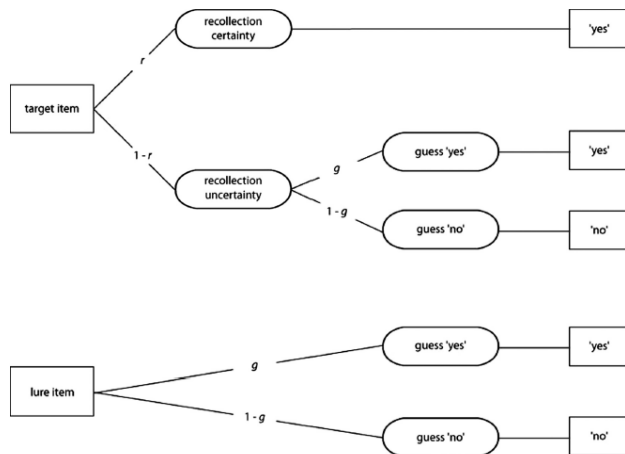 recollection
certainty
'yes'
r
target item
1 - r
recollection
uncertainty
g
guess 'yes'
'yes'
1 - g
guess 'no'
'no'
lure item
g
guess 'yes'
'yes'
1 - g
guess 'no'
'no'